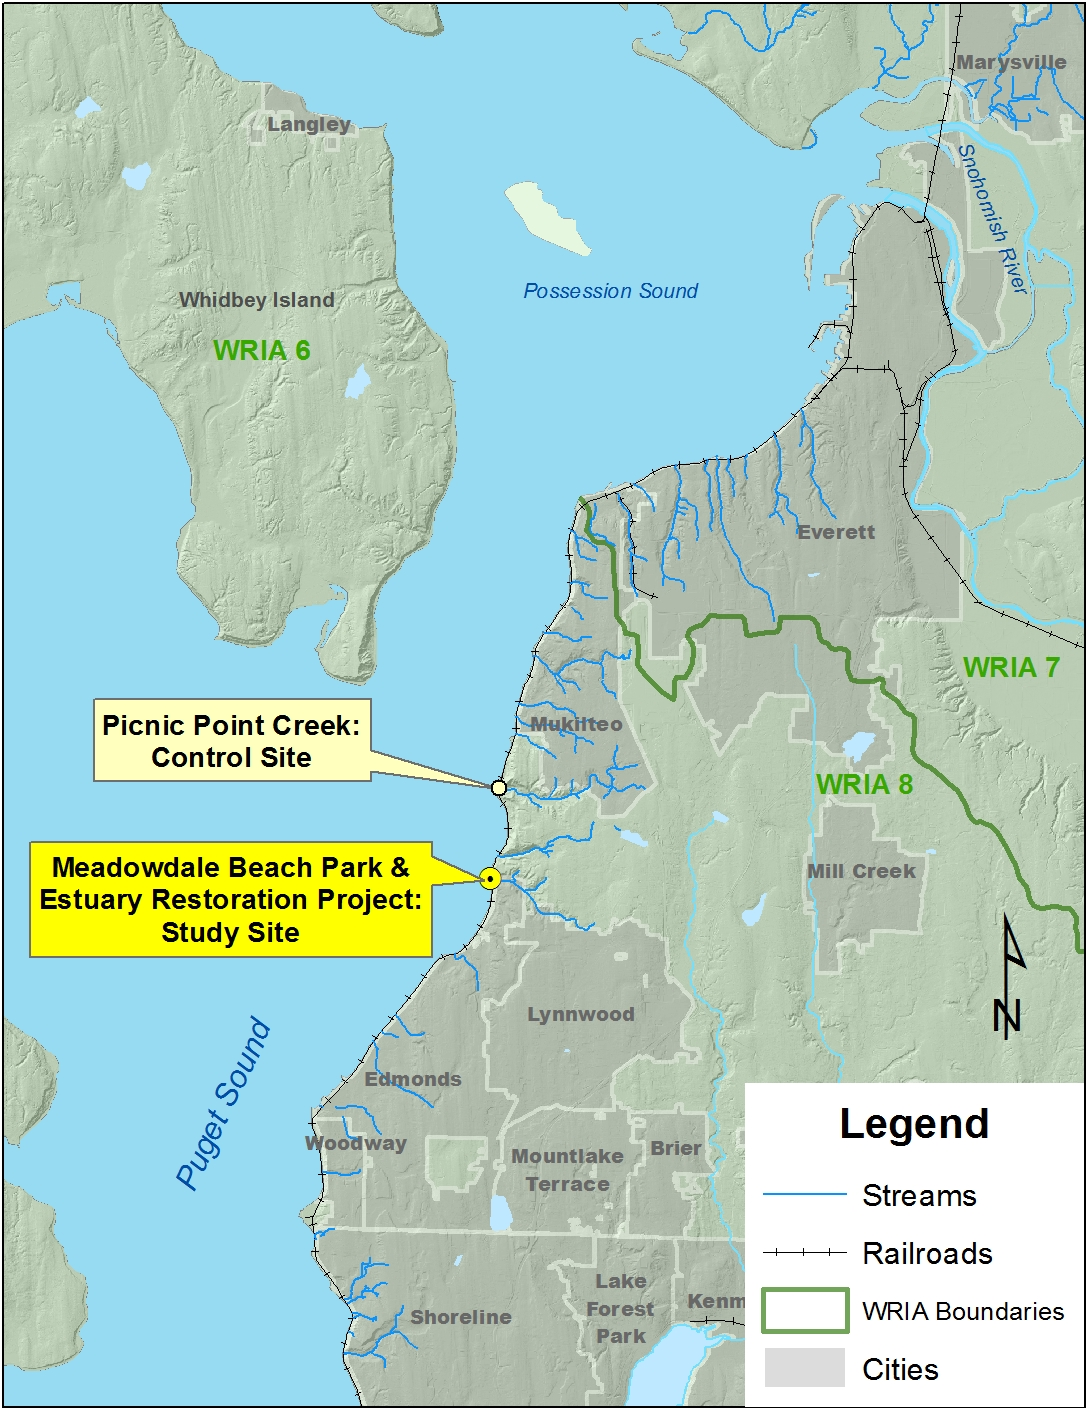 Marysville
Langley
Snohomish River
Possession Sound
Whidbey Island
WRIA 6
Everett
WRIA 7
Picnic Point Creek:
Control Site
Mukilteo
WRIA 8
Meadowdale Beach Park &
Estuary Restoration Project:
Study Site
Mill Creek
N
Lynnwood
Puget Sound
Edmonds
Woodway
Mountlake
Terrace
Brier
Lake
Forest
Park
Kenm
Shoreline
Legend
Streams
Railroads
WRIA Boundaries
Cities